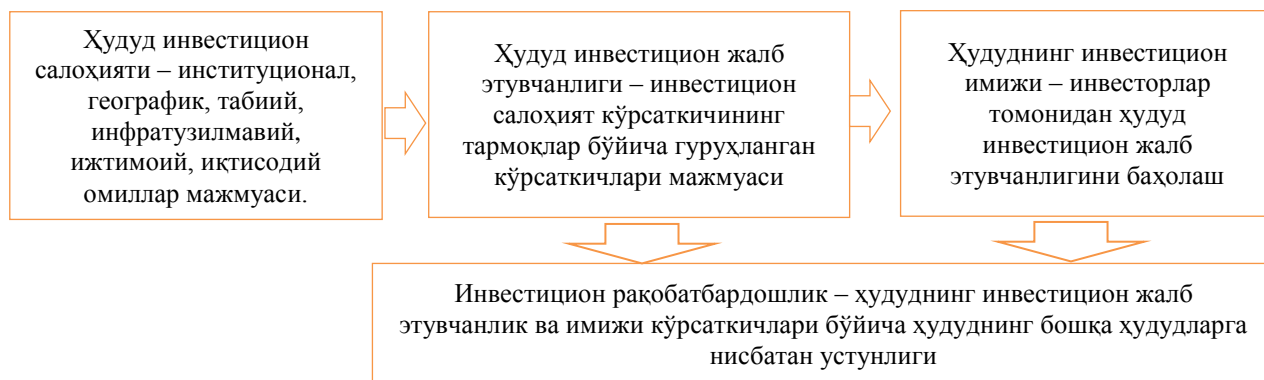 Ҳудуд инвестицион
салоҳияти – институционал,
географик, табиий,
инфратузилмавий,
ижтимоий, иқтисодий
омиллар мажмуаси.
Ҳудуд инвестицион жалб
этувчанлиги – инвестицион
салоҳият кўрсаткичининг
тармоқлар бўйича гуруҳланган
кўрсаткичлари мажмуаси
Ҳудуднинг инвестицион
имижи – инвесторлар
томонидан ҳудуд
инвестицион жалб
этувчанлигини баҳолаш
Инвестицион рақобатбардошлик – ҳудуднинг инвестицион жалб
этувчанлик ва имижи кўрсаткичлари бўйича ҳудуднинг бошқа ҳудудларга
нисбатан устунлиги